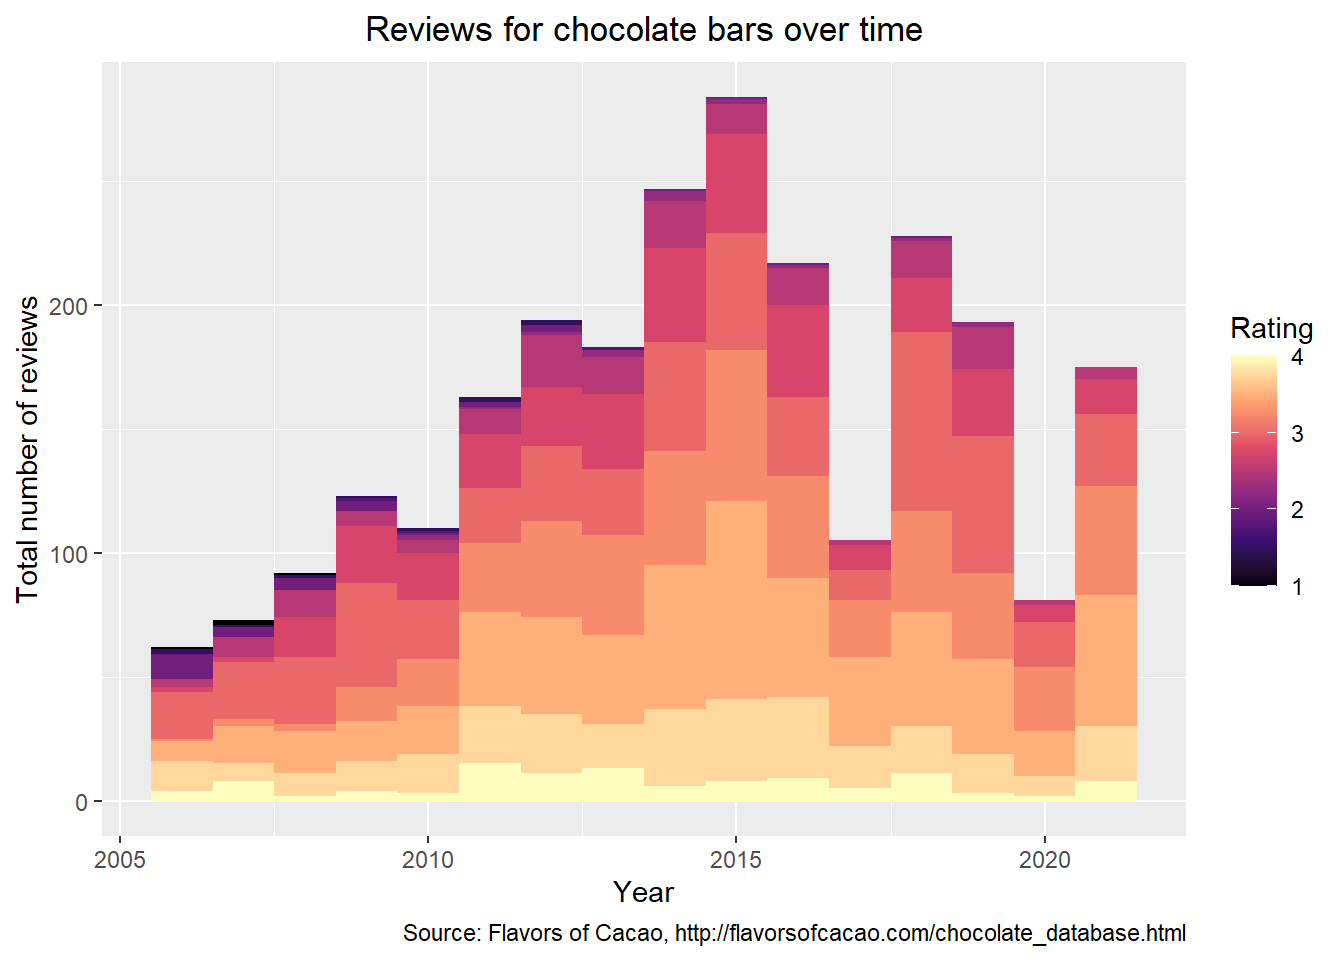 Reviews for chocolate bars over time
Total number of reviews
200
100
0
2005
2010
2015
2020
Year
Rating
4
3
2
1
Source: Flavors of Cacao, http://flavorsofcacao.com/chocolate_database.html